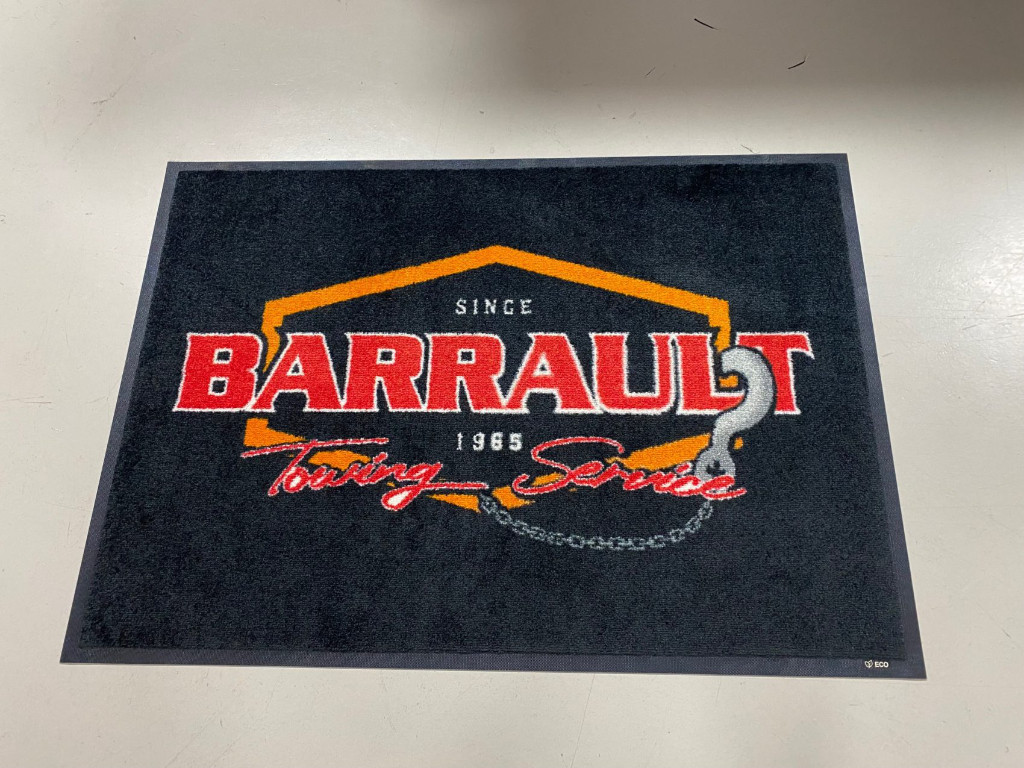 SINCE
BARRAULT
1965
Towing Service
ECO